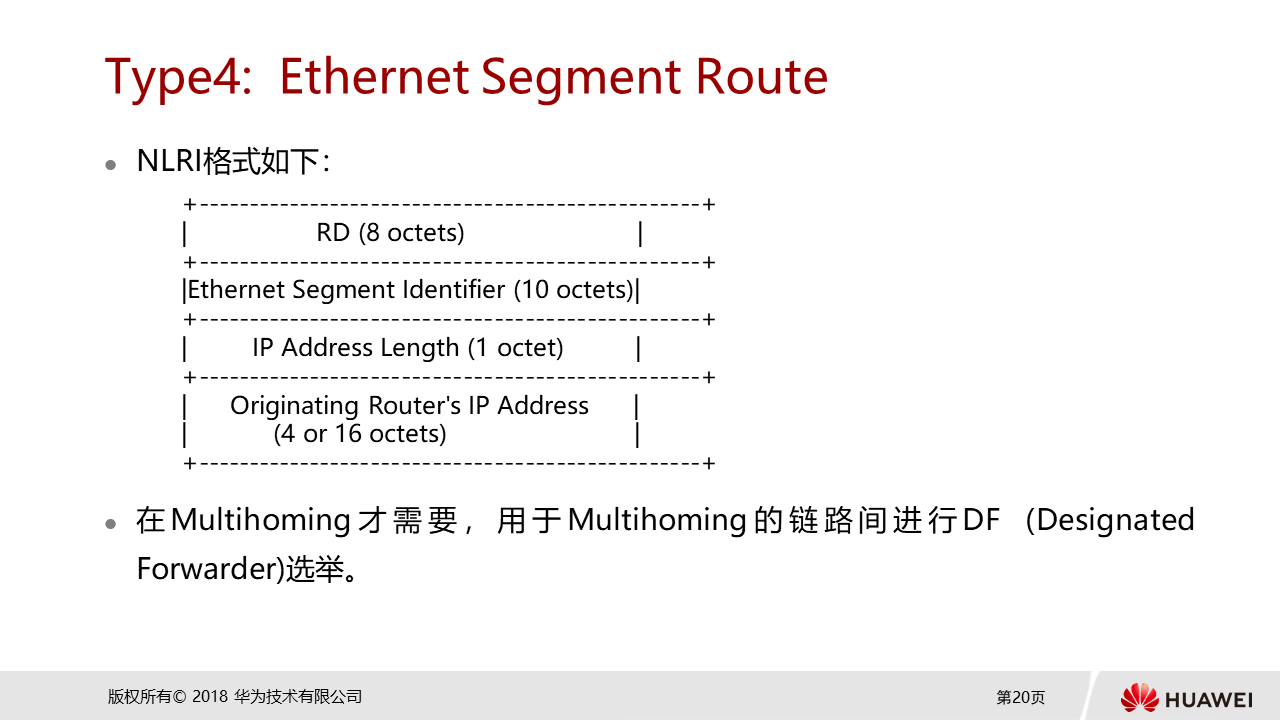 Type4: Ethernet Segment Route
NLRI格式如下：
+--------------------------------------------------+
| RD (8 octets) |
+--------------------------------------------------+
|Ethernet Segment Identifier (10 octets)|
+--------------------------------------------------+
| IP Address Length (1 octet) |
+--------------------------------------------------+
| Originating Router's IP Address |
| (4 or 16 octets) |
+--------------------------------------------------+
在Multihoming才需要，用于Multihoming的链路间进行DF (Designated
Forwarder)选举。
版权所有© 2018 华为技术有限公司
第20页
HUAWEI